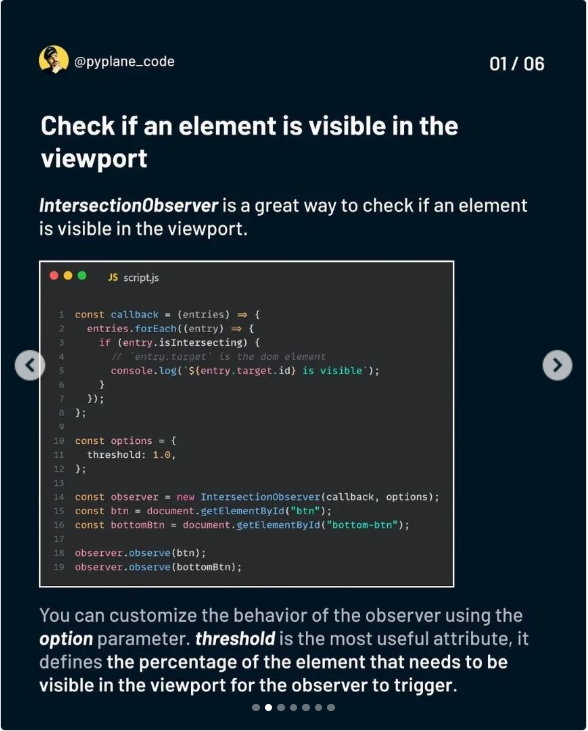 @pyplane_code
01 / 06
Check if an element is visible in the
viewport
IntersectionObserver is a great way to check if an element
is visible in the viewport.
JS script.js
1 const callback = (entries) ⇒ {
2   entries.forEach((entry) ⇒ {
3     if (entry.isIntersecting) {
4       // `entry.target` is the dom element
5       console.log(`${entry.target.id} is visible`);
6     }
7   });
8 };
9
10 const options = {
11   threshold: 1.0,
12 };
13
14 const observer = new IntersectionObserver(callback, options);
15 const btn = document.getElementById("btn");
16 const bottomBtn = document.getElementById("bottom-btn");
17
18 observer.observe(btn);
19 observer.observe(bottomBtn);
You can customize the behavior of the observer using the
option parameter. threshold is the most useful attribute, it
defines the percentage of the element that needs to be
visible in the viewport for the observer to trigger.